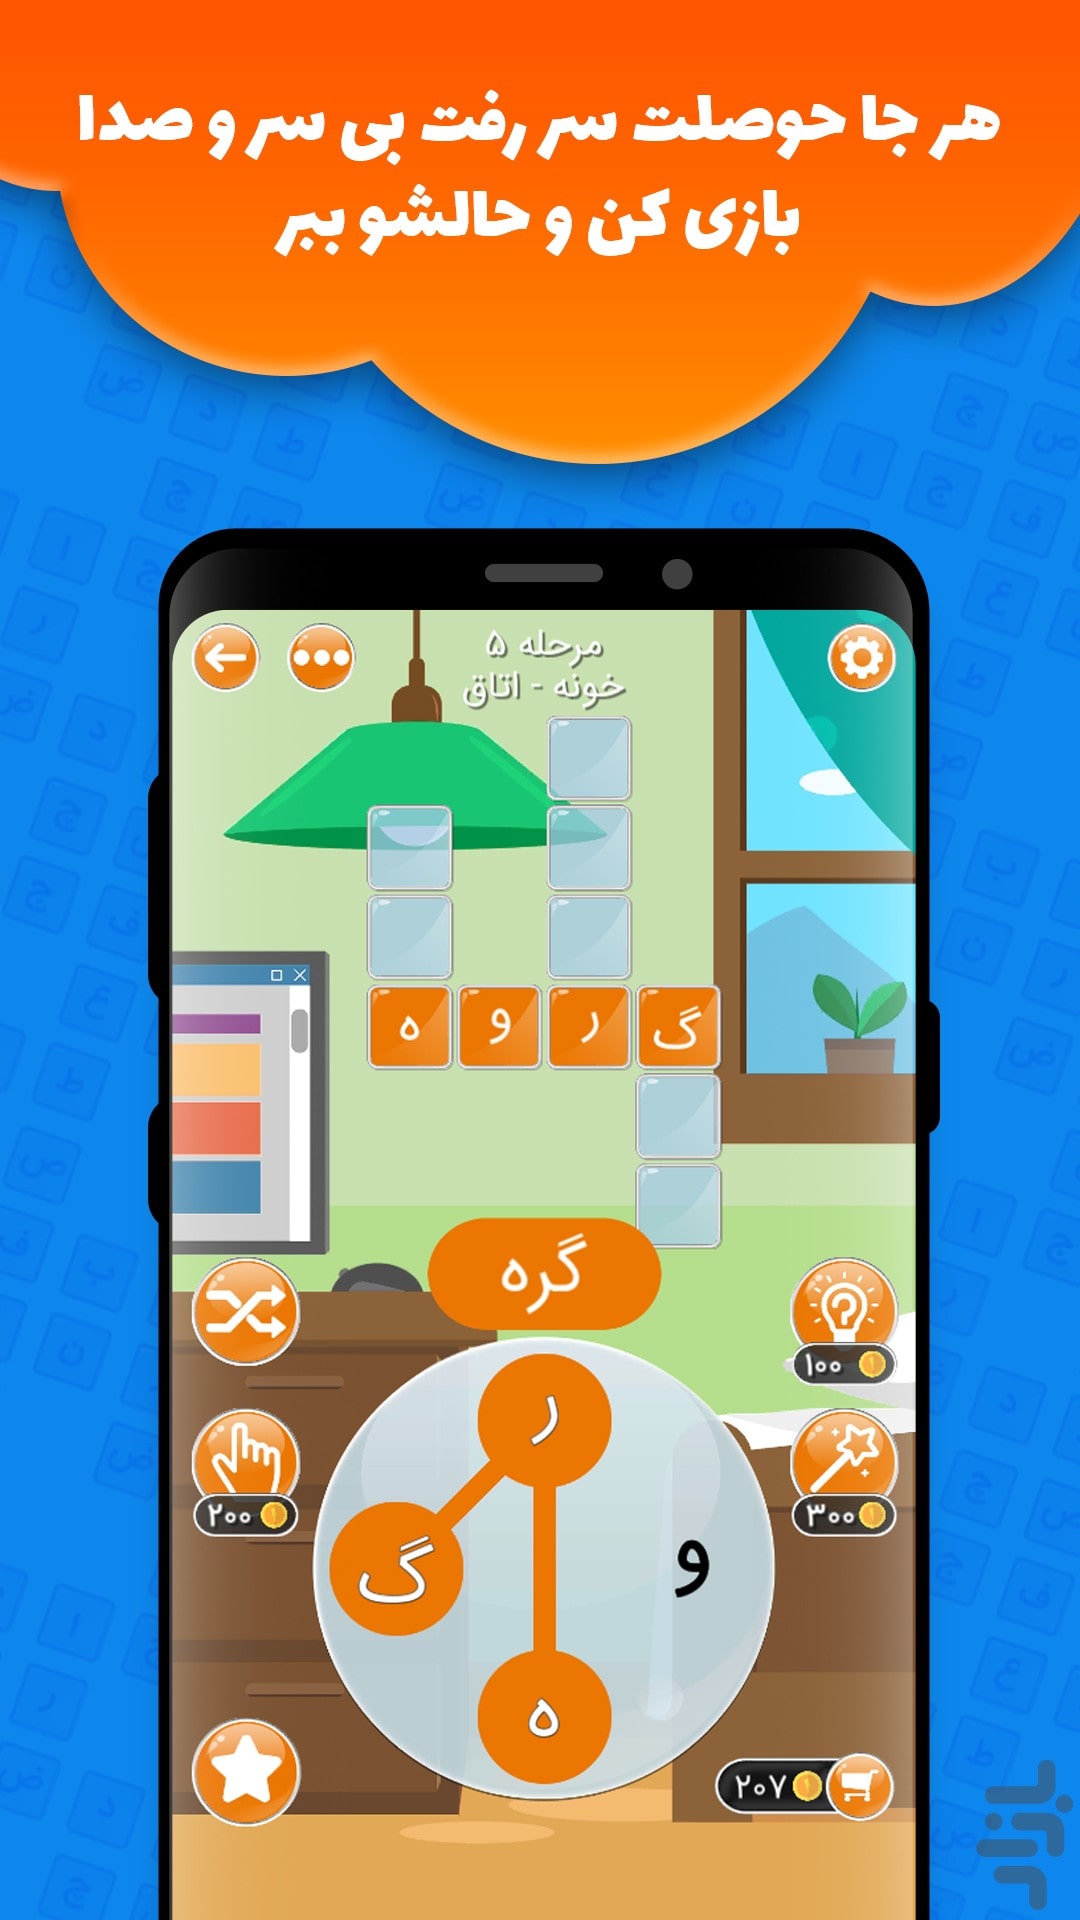 هر جا حوصلت سر رفت بی سر و صدا
بازی کن و حالشو ببر
مرحله ۵
خونه - اتاق
گ ر و ه
گره
۱۰۰
۲۰۰
۳۰۰
ر
گ
و
ه
۲۰۷
بازار